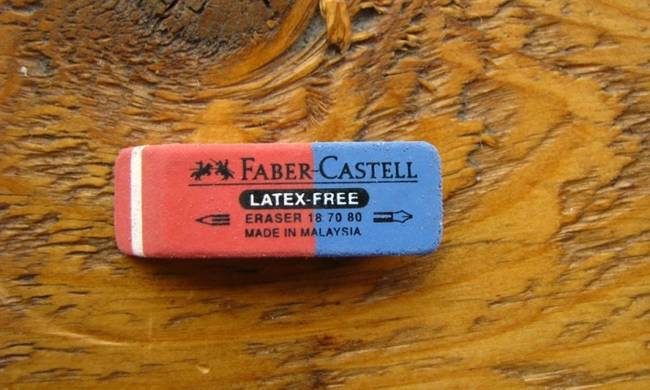 FABER-CASTELL
LATEX-FREE
ERASER 18 70 80
MADE IN MALAYSIA